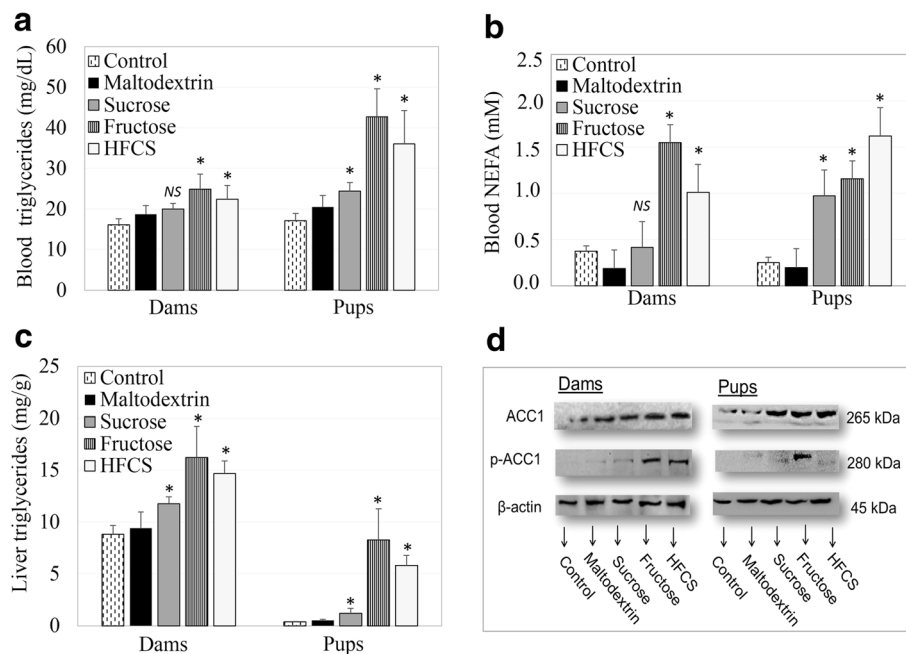 a
Blood triglycerides (mg/dL)
60
50
40
30
20
10
0
Control
Maltodextrin
Sucrose
Fructose
HFCS
NS
*
*
*
*
*
Dams
Pups
b
Blood NEFA (mM)
2.5
2.0
1.5
1.0
0.5
0.0
Control
Maltodextrin
Sucrose
Fructose
HFCS
NS
*
*
*
*
*
Dams
Pups
c
Liver triglycerides (mg/g)
25
20
15
10
5
0
Control
Maltodextrin
Sucrose
Fructose
HFCS
*
*
*
*
*
*
Dams
Pups
d
Dams Pups
ACC1 265 kDa
p-ACC1 280 kDa
β-actin 45 kDa
Control
Maltodextrin
Sucrose
Fructose
HFCS
Control
Maltodextrin
Sucrose
Fructose
HFCS